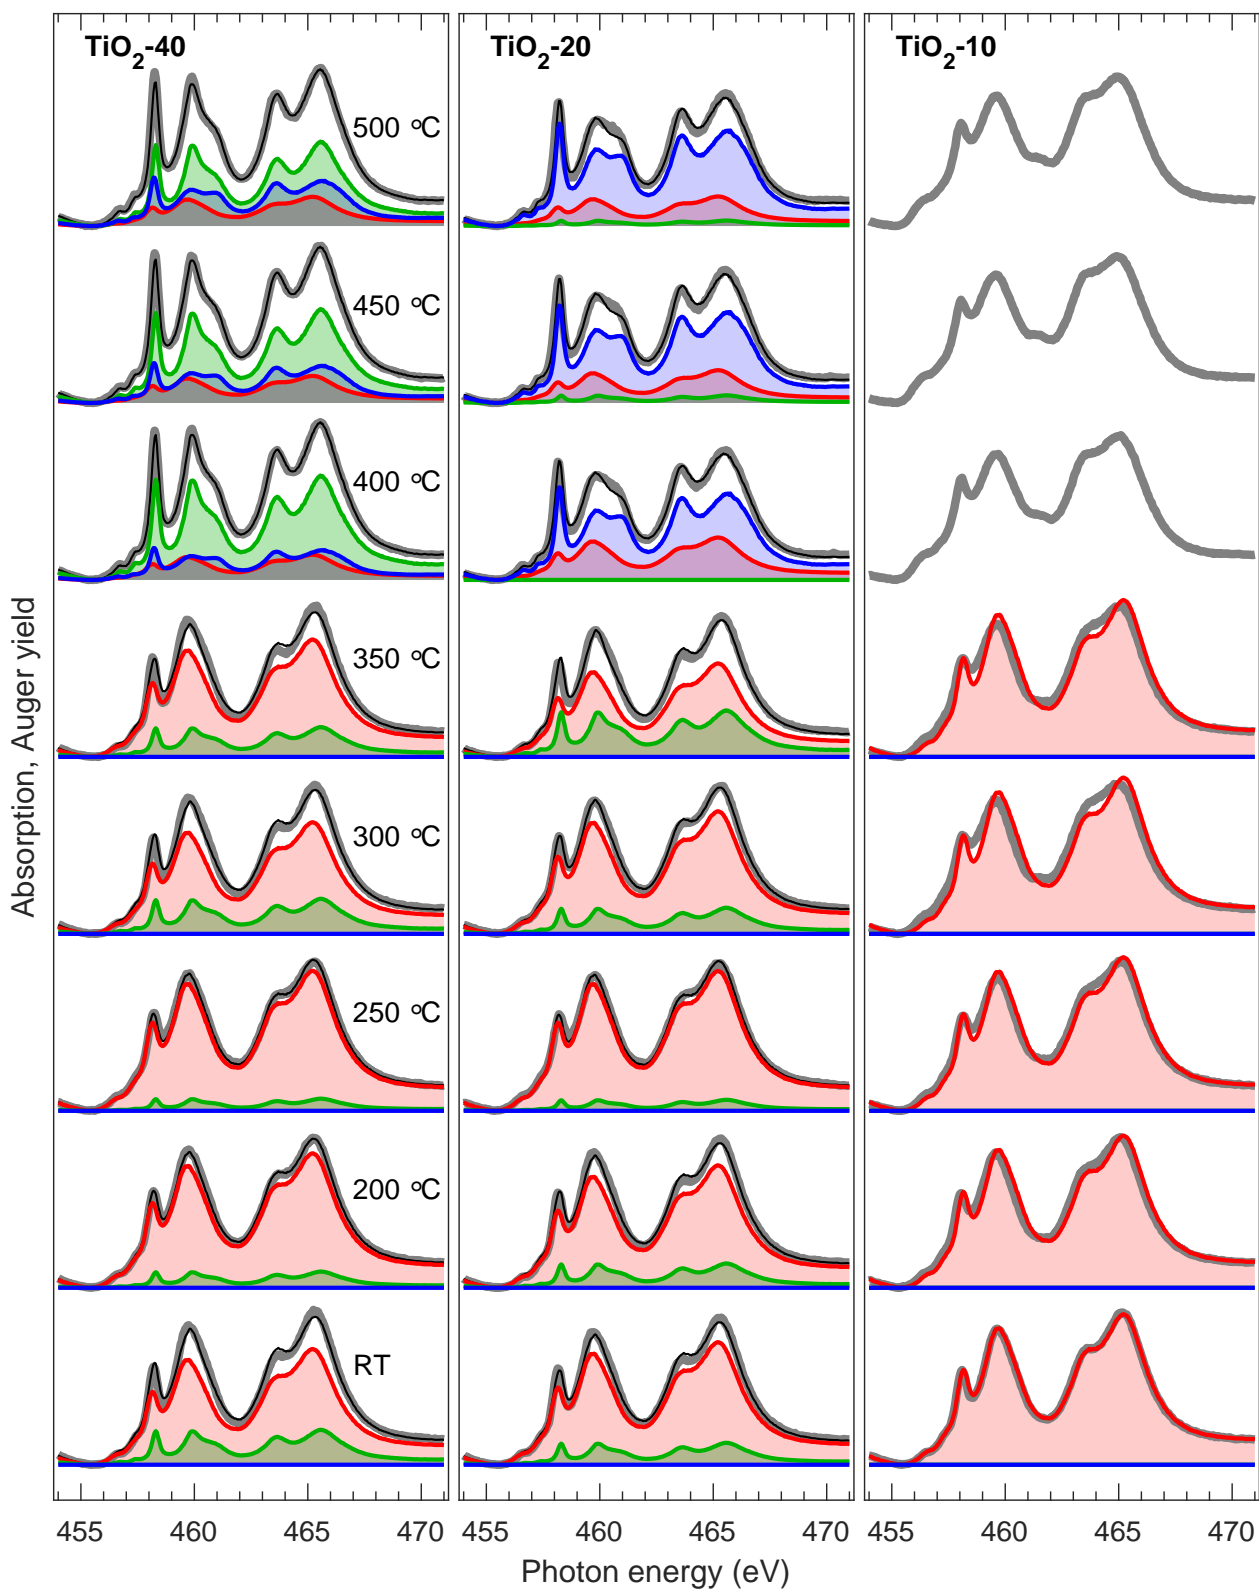 TiO2-40 TiO2-20 TiO2-10
500 °C
450 °C
400 °C
350 °C
300 °C
250 °C
200 °C
RT
Absorption, Auger yield
455 460 465 470 455 460 465 470 455 460 465 470
Photon energy (eV)